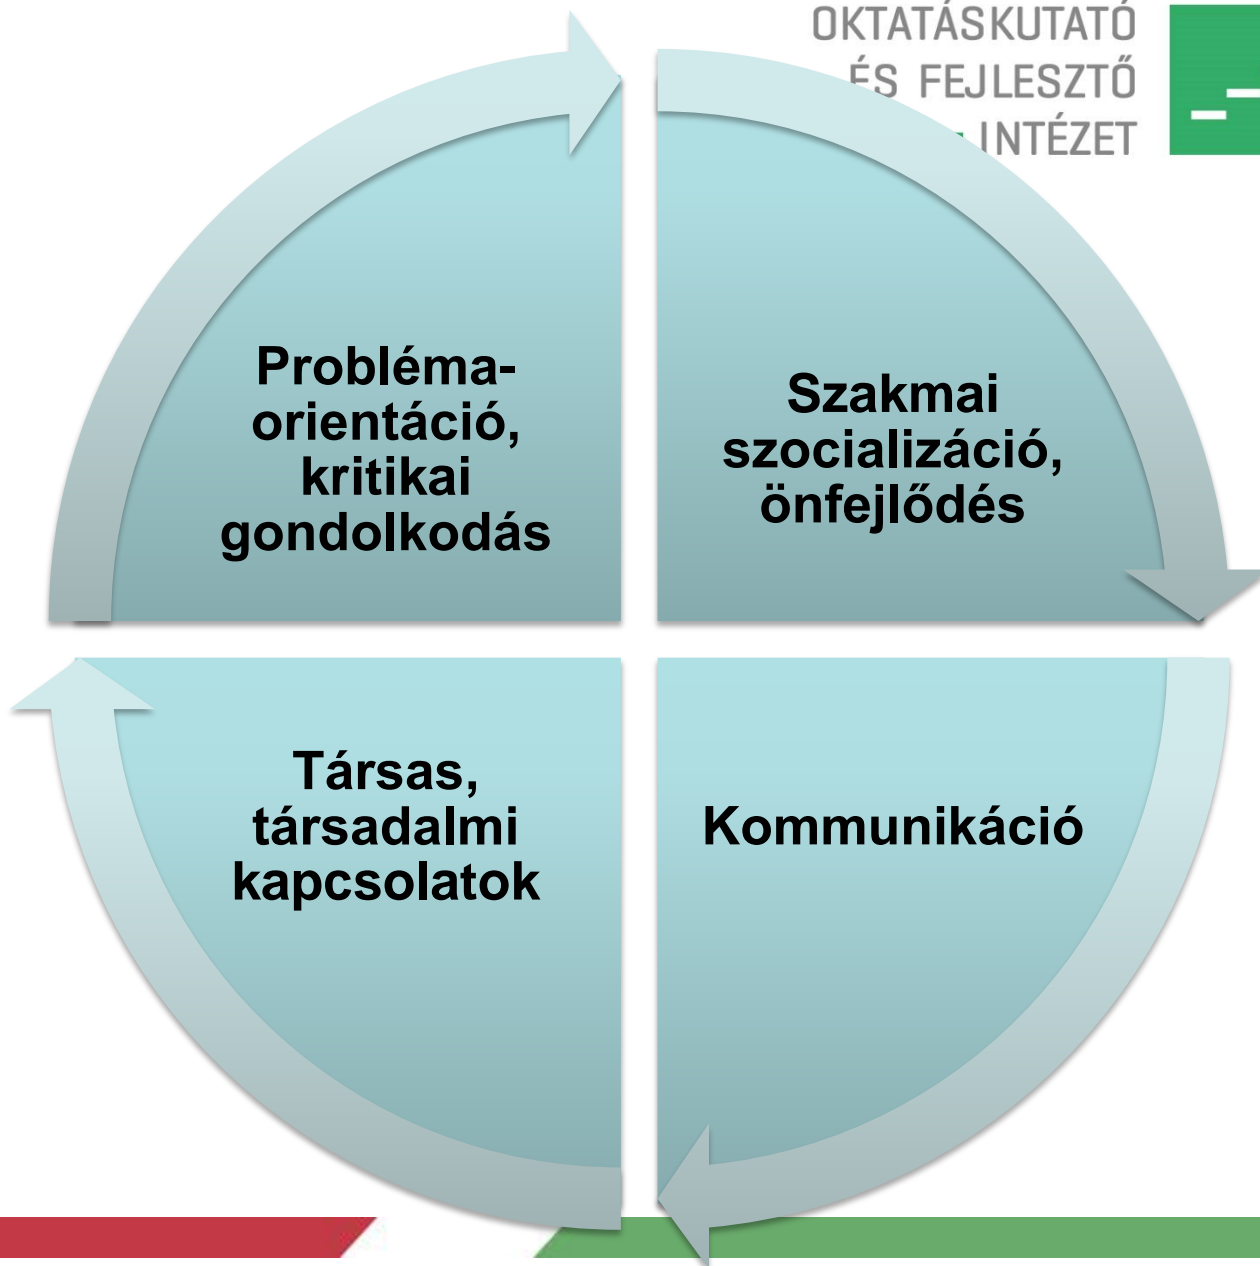 OKTATÁSKUTATÓ
ÉS FEJLESZTŐ
INTÉZET
Probléma-
orientáció,
kritikai
gondolkodás
Szakmai
szocializáció,
önfejlődés
Társas,
társadalmi
kapcsolatok
Kommunikáció